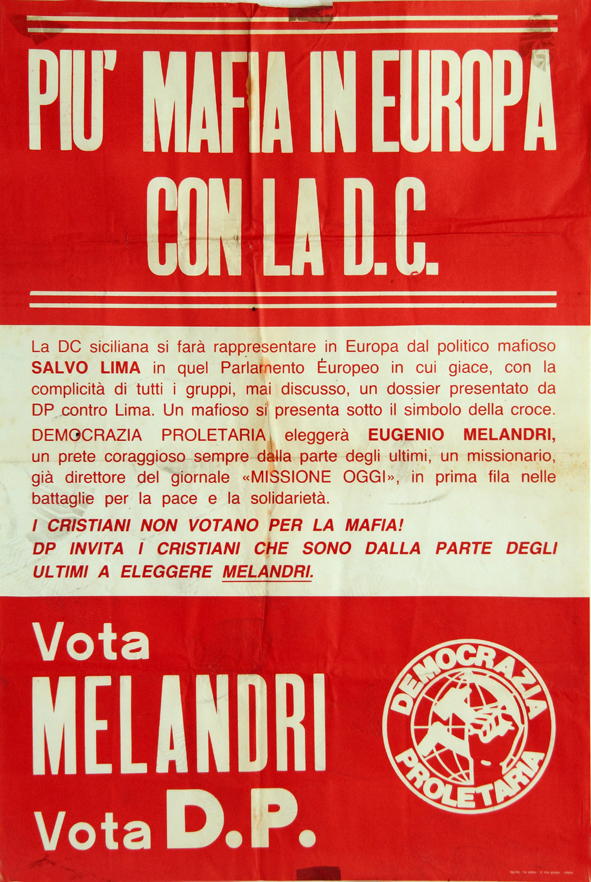 PIU' MAFIA IN EUROPA
CON LA D.C.
La DC siciliana si farà rappresentare in Europa dal politico mafioso
SALVO LIMA in quel Parlamento Europeo in cui giace, con la
complicità di tutti i gruppi, mai discusso, un dossier presentato da
DP contro Lima. Un mafioso si presenta sotto il simbolo della croce.
DEMOCRAZIA PROLETARIA eleggerà EUGENIO MELANDRI,
un prete coraggioso sempre dalla parte degli ultimi, un missionario,
già direttore del giornale «MISSIONE OGGI», in prima fila nelle
battaglie per la pace e la solidarietà.
I CRISTIANI NON VOTANO PER LA MAFIA!
DP INVITA I CRISTIANI CHE SONO DALLA PARTE DEGLI
ULTIMI A ELEGGERE MELANDRI.
Vota
MELANDRI
Vota D.P.
DEMOCRAZIA
PROLETARIA